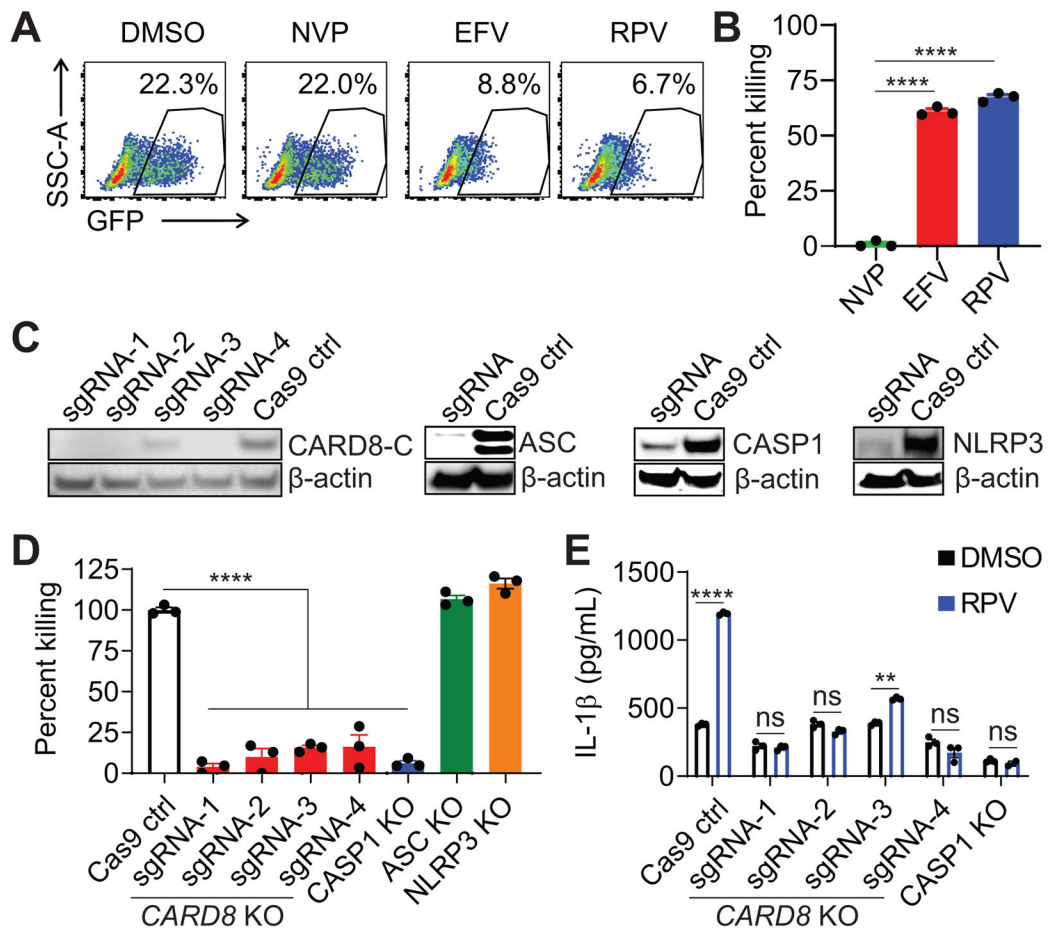 A
DMSO NVP EFV RPV
22.3% 22.0% 8.8% 6.7%
SSC-A
GFP
B
Percent killing
100
75
50
25
0
****
****
NVP EFV RPV
C
sgRNA-1 sgRNA-2 sgRNA-3 sgRNA-4 Cas9 ctrl
CARD8-C
β-actin
sgRNA Cas9 ctrl
ASC
β-actin
sgRNA Cas9 ctrl
CASP1
β-actin
sgRNA Cas9 ctrl
NLRP3
β-actin
D
Percent killing
125
100
75
50
25
0
****
Cas9 ctrl sgRNA-1 sgRNA-2 sgRNA-3 sgRNA-4 CASP1 KO ASC KO NLRP3 KO
CARD8 KO
E
DMSO
RPV
IL-1β (pg/mL)
1,500
1,000
500
0
**** ns ns ** ns ns
Cas9 ctrl sgRNA-1 sgRNA-2 sgRNA-3 sgRNA-4 CASP1 KO
CARD8 KO